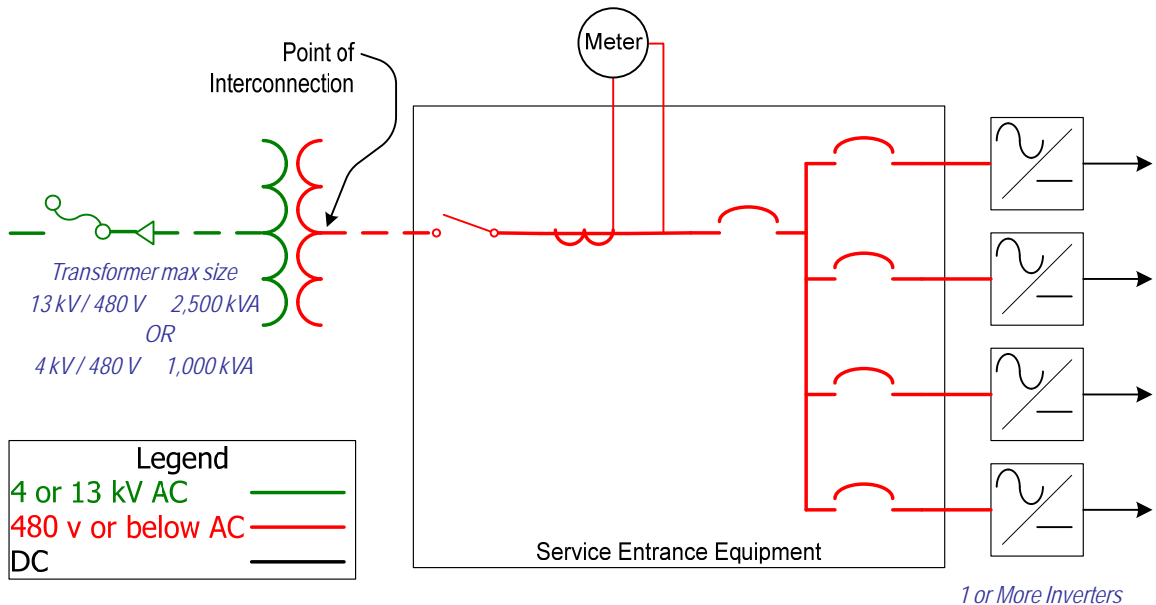 Meter
Point of
Interconnection
Transformer max size
13 kV / 480 V 2,500 kVA
OR
4 kV / 480 V 1,000 kVA
Legend
4 or 13 kV AC
480 v or below AC
DC
Service Entrance Equipment
1 or More Inverters